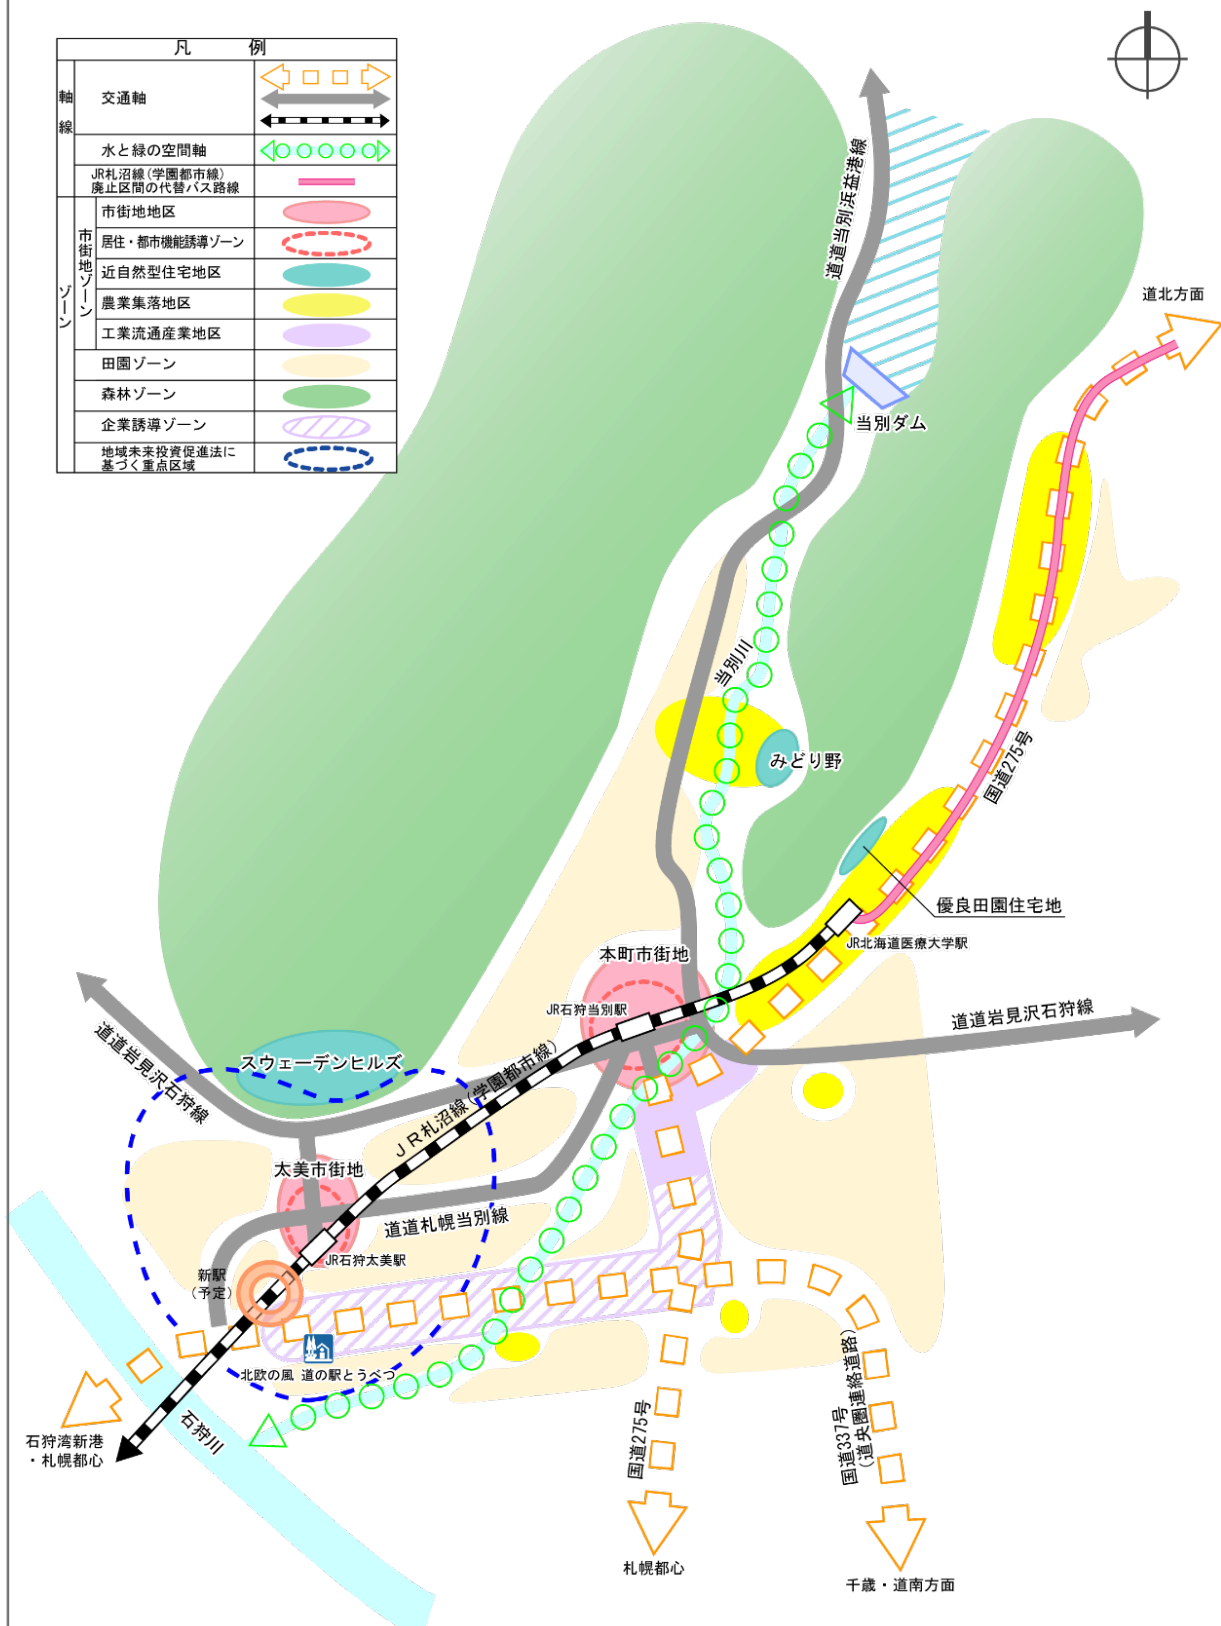 凡 例
軸線
交通軸
水と緑の空間軸
JR札沼線(学園都市線)
廃止区間の代替バス路線
ゾーン
市街地ゾーン
市街地地区
居住・都市機能誘導ゾーン
近自然型住宅地区
農業集落地区
工業流通産業地区
田園ゾーン
森林ゾーン
企業誘導ゾーン
地域未来投資促進法に
基づく重点区域
道道当別浜益港線
道北方面
当別ダム
当別川
みどり野
国道275号
優良田園住宅地
JR北海道医療大学駅
本町市街地
JR石狩当別駅
道道岩見沢石狩線
道道岩見沢石狩線
スウェーデンヒルズ
JR札沼線(学園都市線)
太美市街地
道道札幌当別線
JR石狩太美駅
新駅
(予定)
北欧の風 道の駅とうべつ
石狩川
石狩湾新港
・札幌都心
国道275号
国道337号
(道央圏連絡道路)
札幌都心
千歳・道南方面